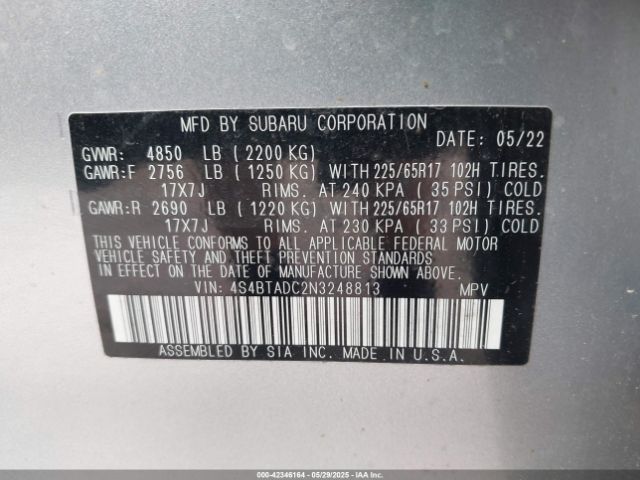 MFD BY SUBARU CORPORATION
DATE: 05/22
GVWR: 4850 LB (2200 KG)
GAWR:F 2756 LB (1250 KG) WITH 225/65R17 102H TIRES.
17X7J RIMS. AT 240 KPA (35 PSI) COLD
GAWR:R 2690 LB (1220 KG) WITH 225/65R17 102H TIRES.
17X7J RIMS. AT 230 KPA (33 PSI) COLD
THIS VEHICLE CONFORMS TO ALL APPLICABLE FEDERAL MOTOR
VEHICLE SAFETY AND THEFT PREVENTION STANDARDS
IN EFFECT ON THE DATE OF MANUFACTURE SHOWN ABOVE.
VIN: 4S4BTADC2N3248813 MPV
ASSEMBLED BY SIA INC. MADE IN U.S.A.
000-42346164 - 05/29/2025 - IAAI.COM